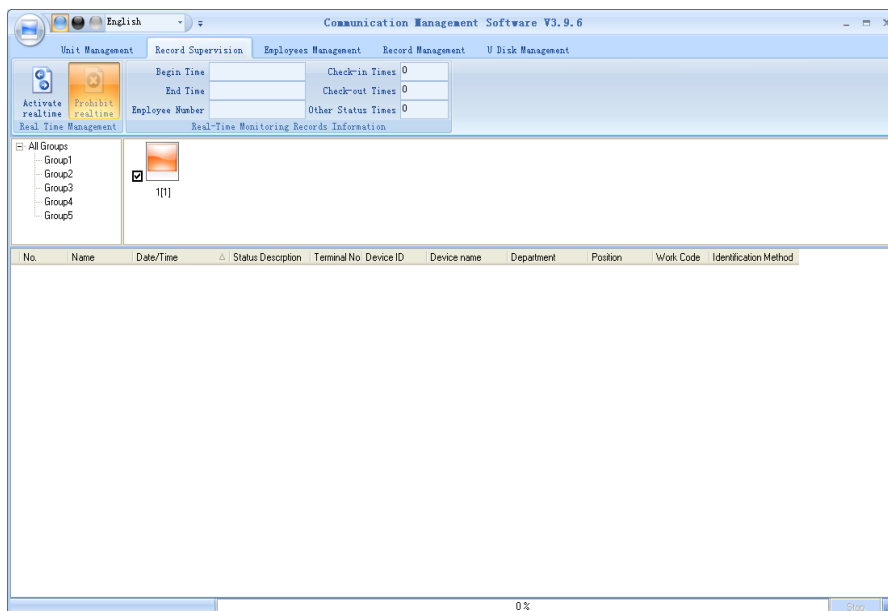 English
Communication Management Software V3.9.6
Unit Management Record Supervision Employees Management Record Management U Disk Management
Activate realtime
Prohibit realtime
Real Time Management
Begin Time Check-in Times 0
End Time Check-out Times 0
Employee Number Other Status Times 0
Real-Time Monitoring Records Information
All Groups
Group1
Group2
Group3
Group4
Group5
1[1]
No. Name Date/Time Status Descrption Terminal No Device ID Device name Department Position Work Code Identification Method
0 % Stop